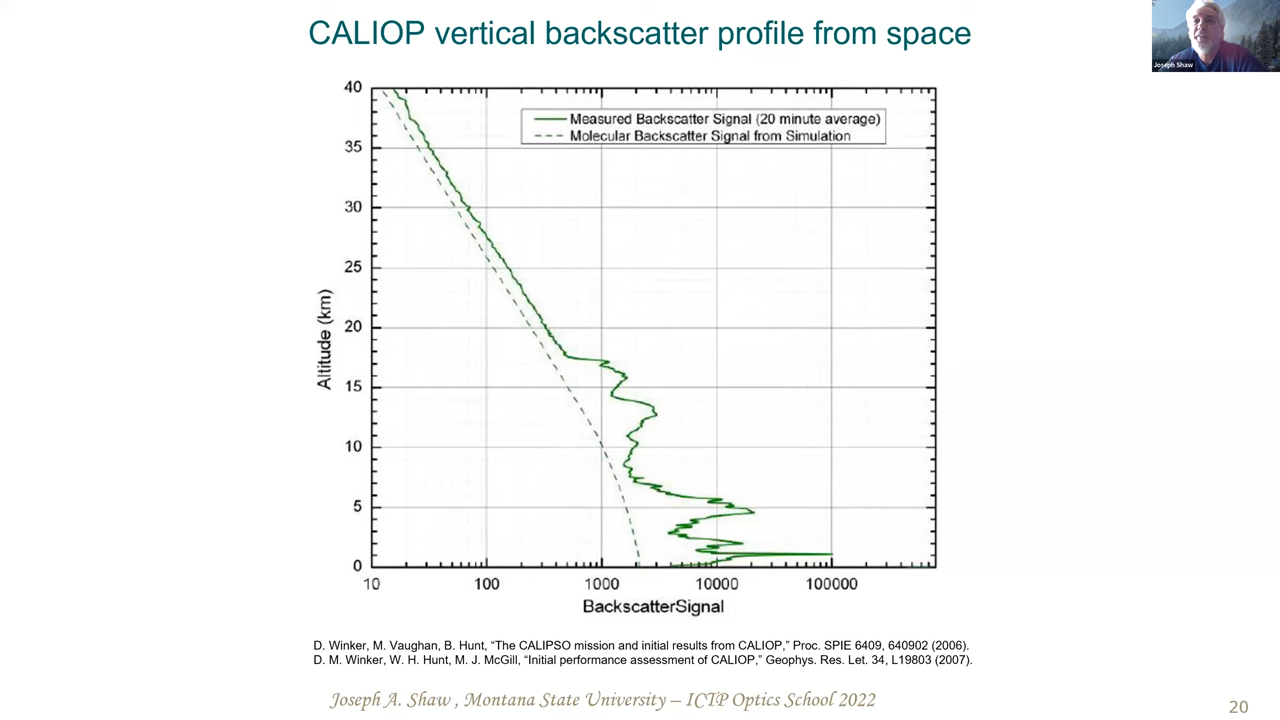 CALIOP vertical backscatter profile from space
Joseph Shaw
Measured Backscatter Signal (20 minute average)
Molecular Backscatter Signal from Simulation
40
35
30
25
20
15
10
5
0
Altitude (km)
10
100
1000
10000
100000
BackscatterSignal
D. Winker, M. Vaughan, B. Hunt, “The CALIPSO mission and initial results from CALIOP,” Proc. SPIE 6409, 640902 (2006).
D. M. Winker, W. H. Hunt, M. J. McGill, “Initial performance assessment of CALIOP,” Geophys. Res. Let. 34, L19803 (2007).
Joseph A. Shaw , Montana State University – ICTP Optics School 2022
20